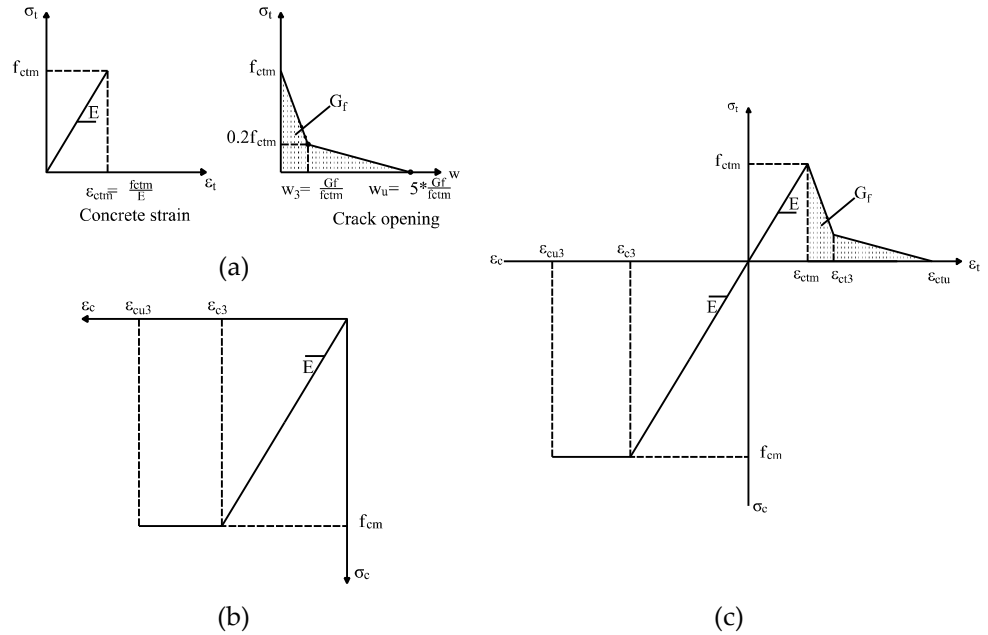 σt
fctm
E
εctm= fctm/E
εt
Concrete strain
σt
fctm
Gf
0.2fctm
w
w3= Gf/fctm
wu= 5*Gf/fctm
Crack opening
(a)
εc
εcu3
εc3
E
fcm
σc
(b)
σt
fctm
E
Gf
εc
εcu3
εc3
εctm
εct3
εctu
εt
E
fcm
σc
(c)